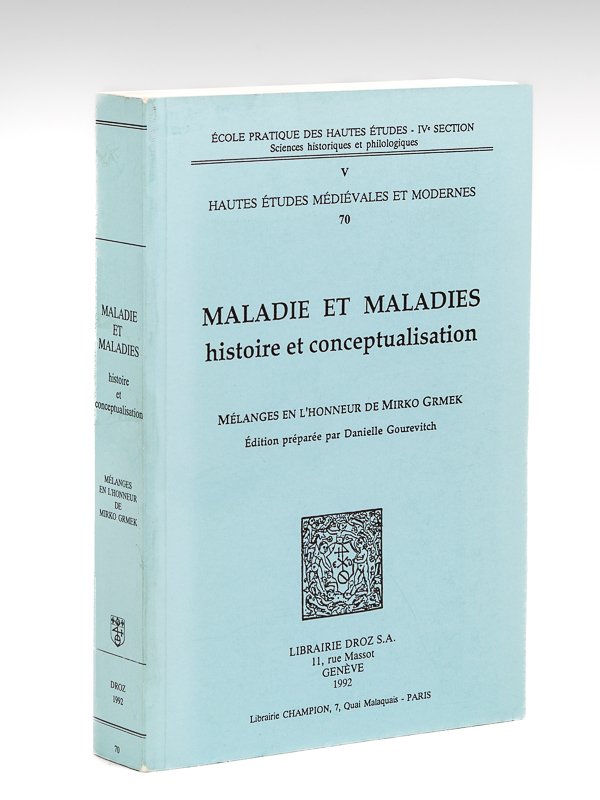 MALADIE
ET
MALADIES
histoire
et
conceptualisation
MÉLANGES
EN L'HONNEUR
DE
MIRKO GRMEK
DROZ
1992
70
ÉCOLE PRATIQUE DES HAUTES ÉTUDES - IVe SECTION
Sciences historiques et philologiques
V
HAUTES ÉTUDES MÉDIÉVALES ET MODERNES
70
MALADIE ET MALADIES
histoire et conceptualisation
MÉLANGES EN L'HONNEUR DE MIRKO GRMEK
Édition préparée par Danielle Gourevitch
LIBRAIRIE DROZ S.A.
11, rue Massot
GENÈVE
1992
Librairie CHAMPION, 7, Quai Malaquais - PARIS